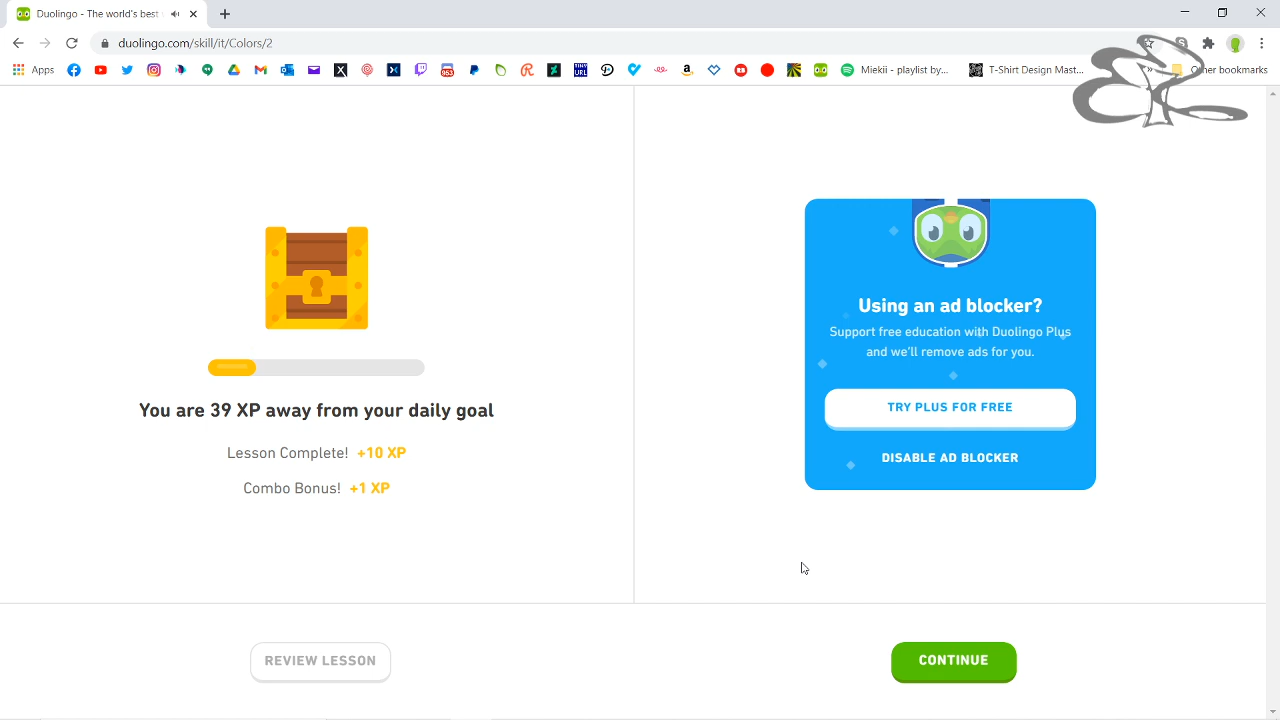 Duolingo - The world's best
duolingo.com/skill/it/Colors/2
Apps
953
TINY
URL
Miekii - playlist by...
T-Shirt Design Mast...
»
Other bookmarks
You are 39 XP away from your daily goal
Lesson Complete! +10 XP
Combo Bonus! +1 XP
Using an ad blocker?
Support free education with Duolingo Plus
and we'll remove ads for you.
TRY PLUS FOR FREE
DISABLE AD BLOCKER
REVIEW LESSON
CONTINUE